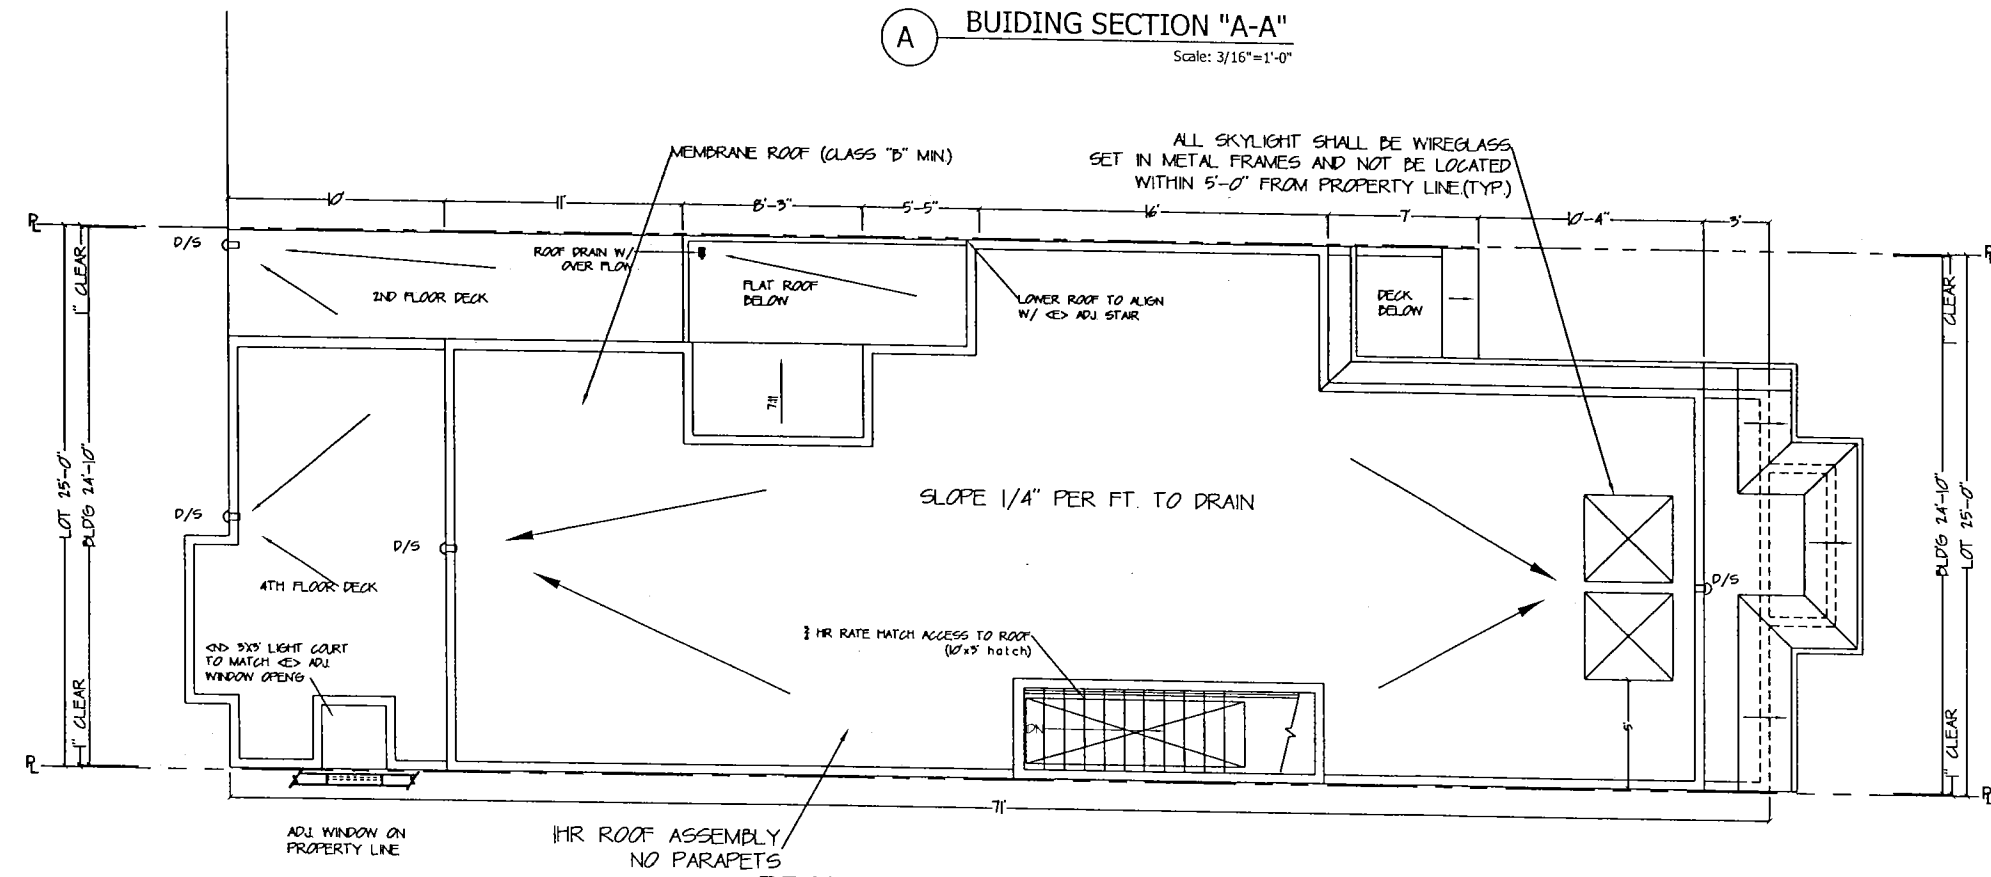 A
BUIDING SECTION "A-A"
Scale: 3/16"=1'-0"
MEMBRANE ROOF (CLASS "B" MIN.)
ALL SKYLIGHT SHALL BE WIREGLASS
SET IN METAL FRAMES AND NOT BE LOCATED
WITHIN 5'-0" FROM PROPERTY LINE.(TYP.)
10'
11'
8'-3"
5'-5"
16'
7'
10'-4"
3'
PL
PL
D/S
1" CLEAR
ROOF DRAIN W/
OVER FLOW
2ND FLOOR DECK
FLAT ROOF
BELOW
LOWER ROOF TO ALIGN
W/ <E> ADJ. STAIR
DECK
BELOW
1" CLEAR
7:11
LOT 25'-0"
BLD'G 24'-10"
SLOPE 1/4" PER FT. TO DRAIN
BLD'G 24'-10"
LOT 25'-0"
D/S
D/S
D/S
4TH FLOOR DECK
<N> 3'X3' LIGHT COURT
TO MATCH <E> ADJ.
WINDOW OPEN'G
HR RATE HATCH ACCESS TO ROOF
(10'x3' hatch)
DN
5'
1" CLEAR
1" CLEAR
PL
PL
71'
ADJ. WINDOW ON
PROPERTY LINE
1HR ROOF ASSEMBLY
NO PARAPETS